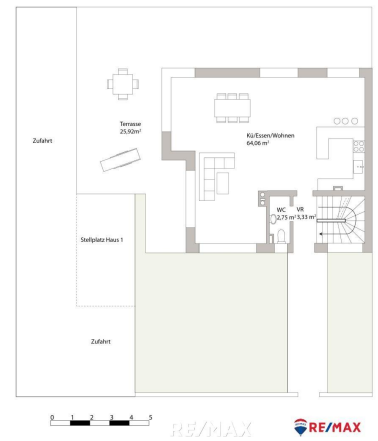 Terrasse
25,92m²
Zufahrt
Kü/Essen/Wohnen
64,06 m²
WC VR
2,75 m² 3,33 m²
Stellplatz Haus 1
Zufahrt
0 1 2 3 4 5
RE/MAX
RE/MAX